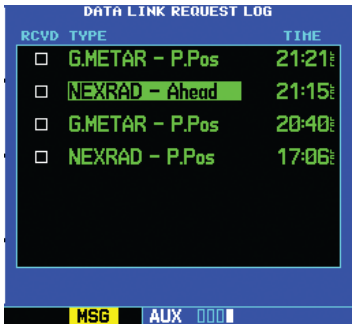 DATA LINK REQUEST LOG
RCVD TYPE TIME
G.METAR - P.Pos 21:21
NEXRAD - Ahead 21:15
G.METAR - P.Pos 20:40
NEXRAD - P.Pos 17:06
MSG AUX